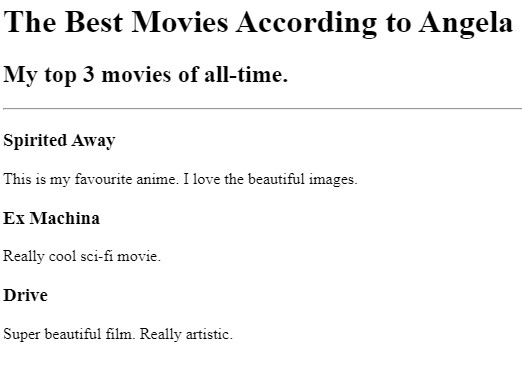 The Best Movies According to Angela
My top 3 movies of all-time.
Spirited Away
This is my favourite anime. I love the beautiful images.
Ex Machina
Really cool sci-fi movie.
Drive
Super beautiful film. Really artistic.